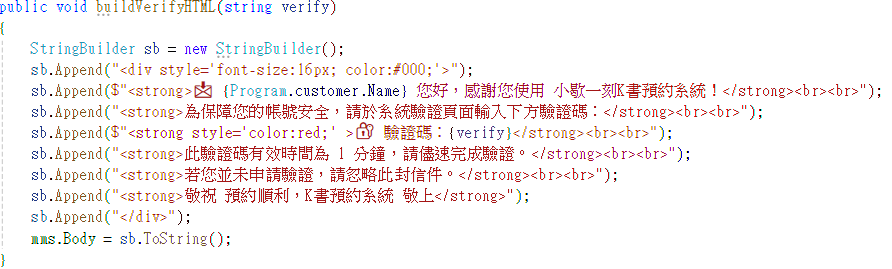 public void buildVerifyHTML(string verify)
{
StringBuilder sb = new StringBuilder();
sb.Append("<div style='font-size:16px; color:#000;'>");
sb.Append($"<strong>📩 {Program.customer.Name} 您好，感謝您使用 小歇一刻K書預約系統！</strong><br><br>");
sb.Append("<strong>為保障您的帳號安全，請於系統驗證頁面輸入下方驗證碼：</strong><br><br>");
sb.Append($"<strong style='color:red;' >🔐 驗證碼：{verify}</strong><br><br>");
sb.Append("<strong>此驗證碼有效時間為 1 分鐘，請儘速完成驗證。</strong><br><br>");
sb.Append("<strong>若您並未申請驗證，請忽略此封信件。</strong><br><br>");
sb.Append("<strong>敬祝 預約順利，K書預約系統 敬上</strong>");
sb.Append("</div>");
mms.Body = sb.ToString();
}